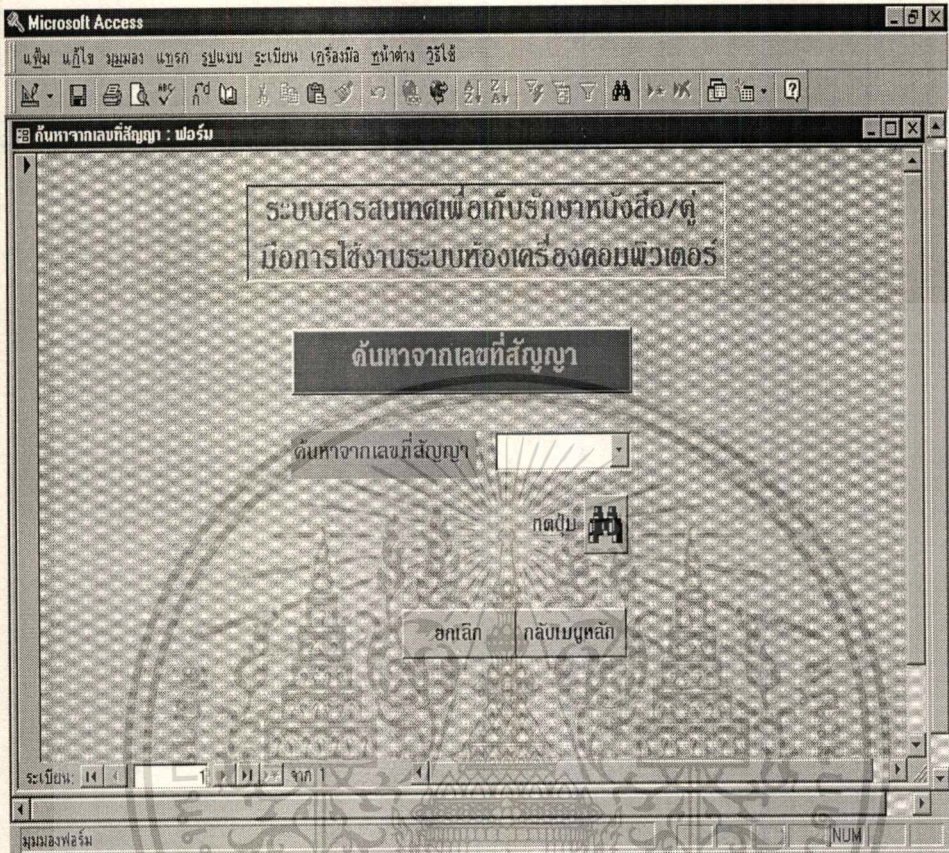 Microsoft Access
แฟ้ม แก้ไข มุมมอง แทรก รูปแบบ ระเบียน เครื่องมือ หน้าต่าง วิธีใช้
ค้นหาจากเลขที่สัญญา : ฟอร์ม
ระบบสารสนเทศเพื่อเก็บรักษาหนังสือ/คู่
มือการใช้งานระบบห้องเครื่องคอมพิวเตอร์
ค้นหาจากเลขที่สัญญา
ค้นหาจากเลขที่สัญญา
กดปุ่ม
ยกเลิก กลับเมนูหลัก
ระเบียน: 1 จาก 1
มุมมองฟอร์ม NUM